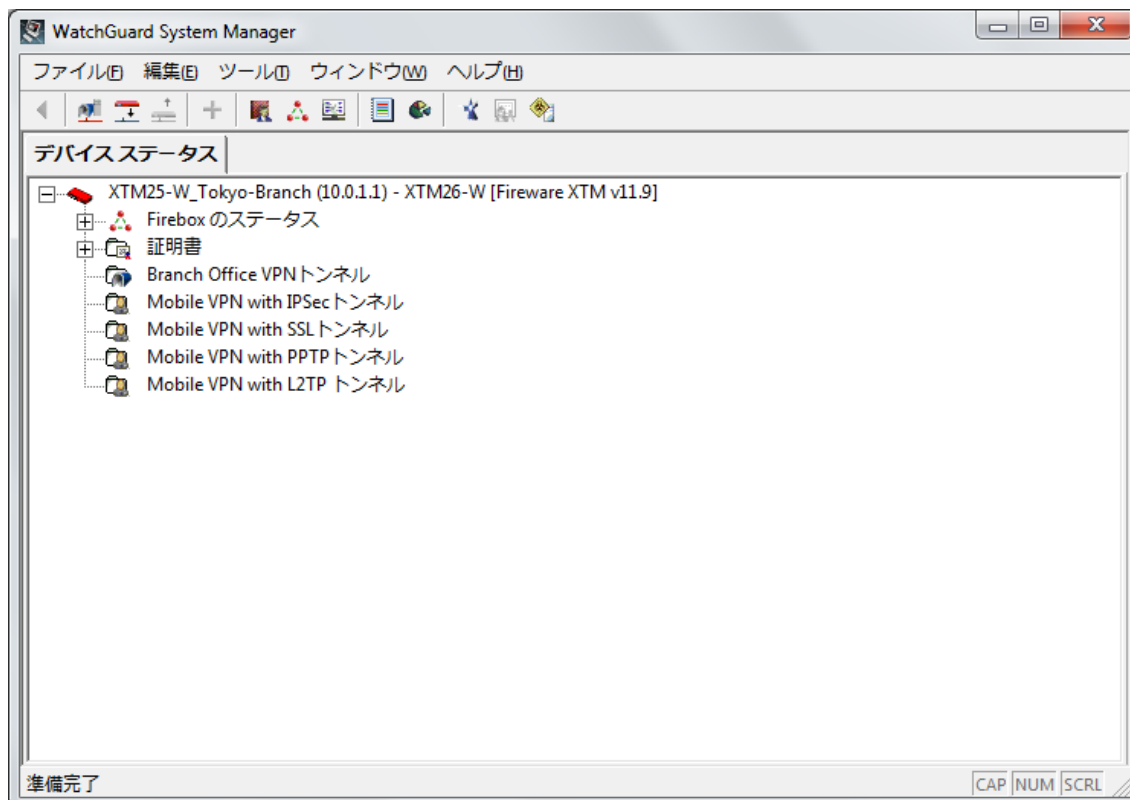 WatchGuard System Manager
ファイル(F) 編集(E) ツール(T) ウィンドウ(W) ヘルプ(H)
デバイス ステータス
XTM25-W_Tokyo-Branch (10.0.1.1) - XTM26-W [Fireware XTM v11.9]
Firebox のステータス
証明書
Branch Office VPNトンネル
Mobile VPN with IPSecトンネル
Mobile VPN with SSLトンネル
Mobile VPN with PPTPトンネル
Mobile VPN with L2TP トンネル
準備完了 CAP NUM SCRL